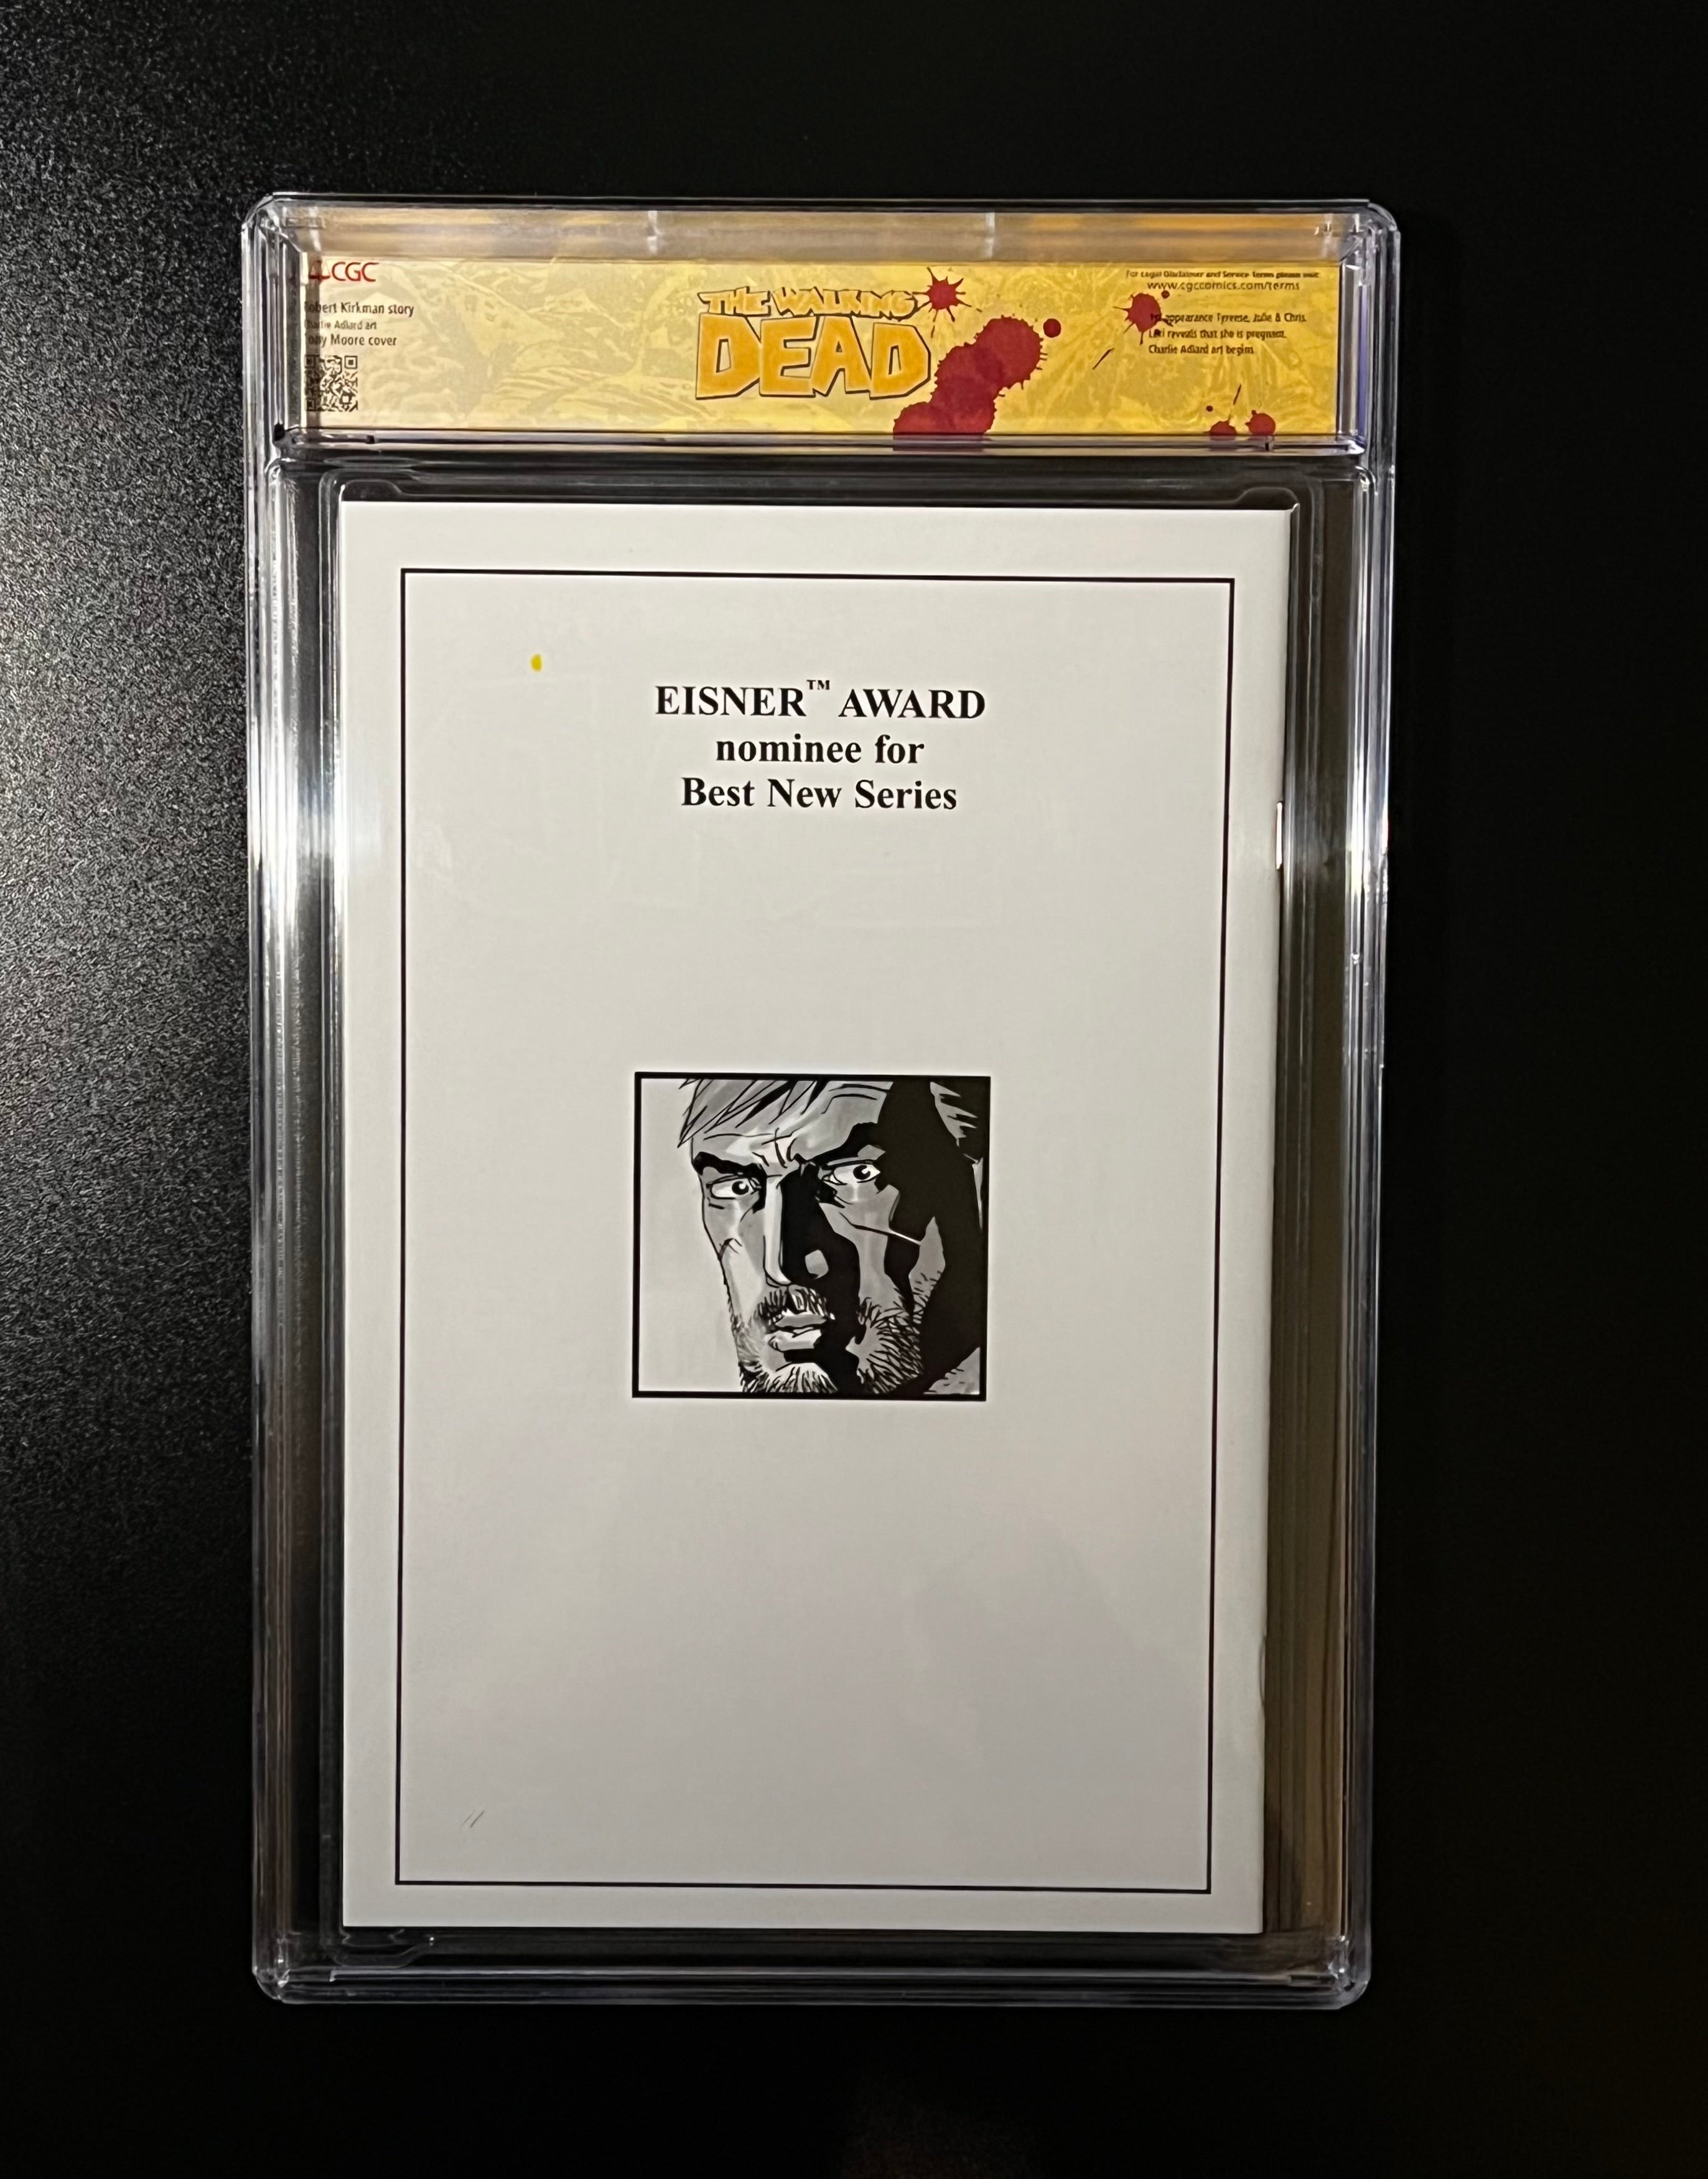 CGC
Robert Kirkman story
Charlie Adlard art
Tony Moore cover
THE WALKING
DEAD
For Legal Disclaimer and Service Terms please visit:
www.cgccomics.com/terms
1st appearance Tyreese, Julie & Chris.
Lori reveals that she is pregnant.
Charlie Adlard art begins.
EISNER™ AWARD
nominee for
Best New Series